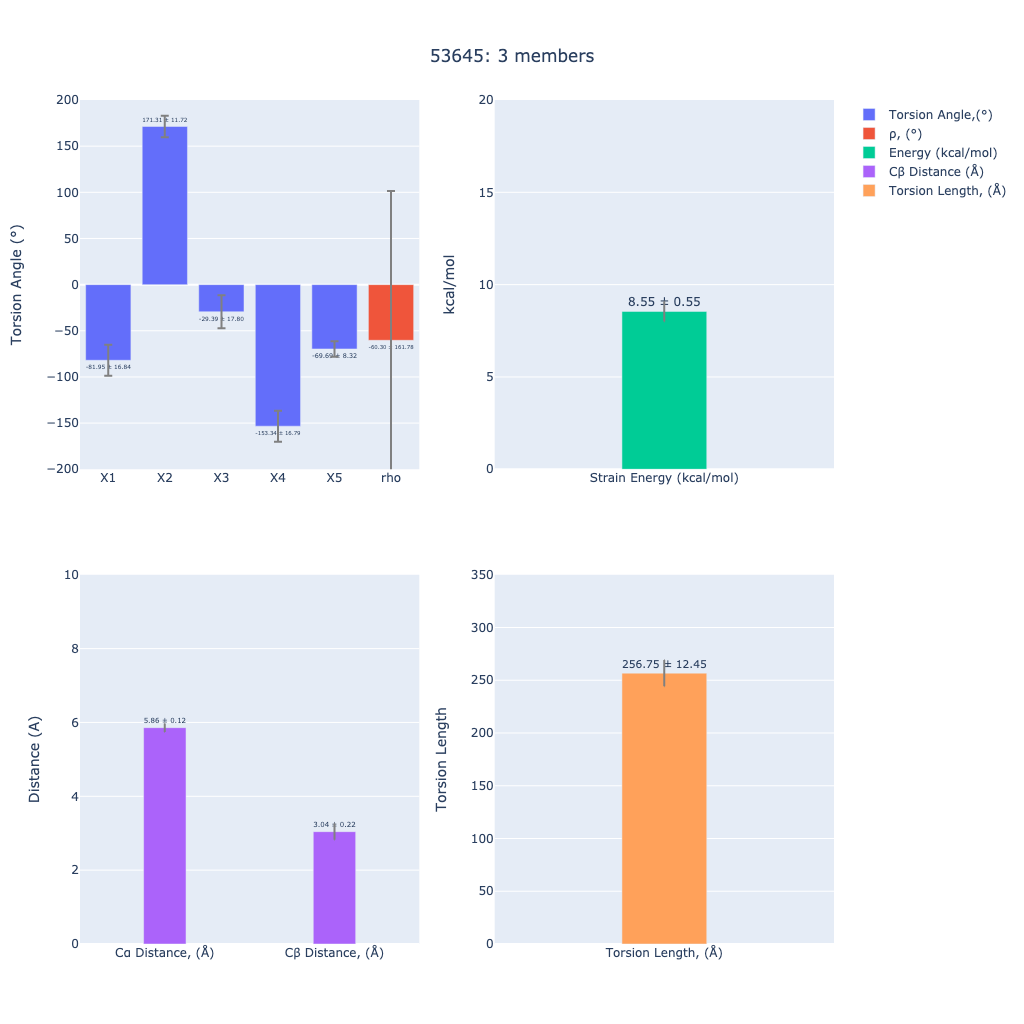 53645: 3 members
Torsion Angle (°)
200
150
100
50
0
−50
−100
−150
−200
-81.95 ± 16.84
171.31 ± 11.72
-29.39 ± 17.80
-153.34 ± 16.79
-69.69 ± 8.32
-60.30 ± 161.78
X1
X2
X3
X4
X5
rho
kcal/mol
20
15
10
5
0
8.55 ± 0.55
Strain Energy (kcal/mol)
Torsion Angle,(°)
ρ, (°)
Energy (kcal/mol)
Cβ Distance (Å)
Torsion Length, (Å)
Distance (A)
10
8
6
4
2
0
5.86 ± 0.12
3.04 ± 0.22
Cα Distance, (Å)
Cβ Distance, (Å)
Torsion Length
350
300
250
200
150
100
50
0
256.75 ± 12.45
Torsion Length, (Å)